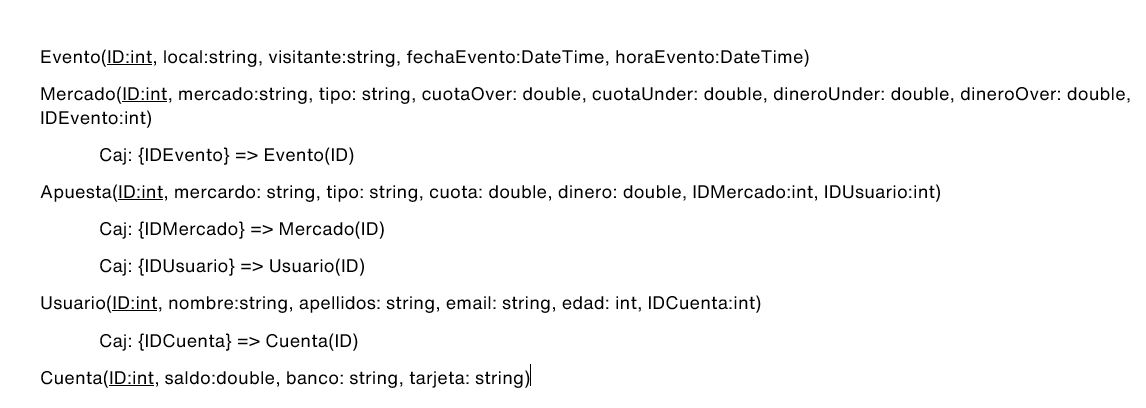 Evento(ID:int, local:string, visitante:string, fechaEvento:DateTime, horaEvento:DateTime)
Mercado(ID:int, mercado:string, tipo: string, cuotaOver: double, cuotaUnder: double, dineroUnder: double, dineroOver: double,
IDEvento:int)
Caj: {IDEvento} => Evento(ID)
Apuesta(ID:int, mercardo: string, tipo: string, cuota: double, dinero: double, IDMercado:int, IDUsuario:int)
Caj: {IDMercado} => Mercado(ID)
Caj: {IDUsuario} => Usuario(ID)
Usuario(ID:int, nombre:string, apellidos: string, email: string, edad: int, IDCuenta:int)
Caj: {IDCuenta} => Cuenta(ID)
Cuenta(ID:int, saldo:double, banco: string, tarjeta: string)